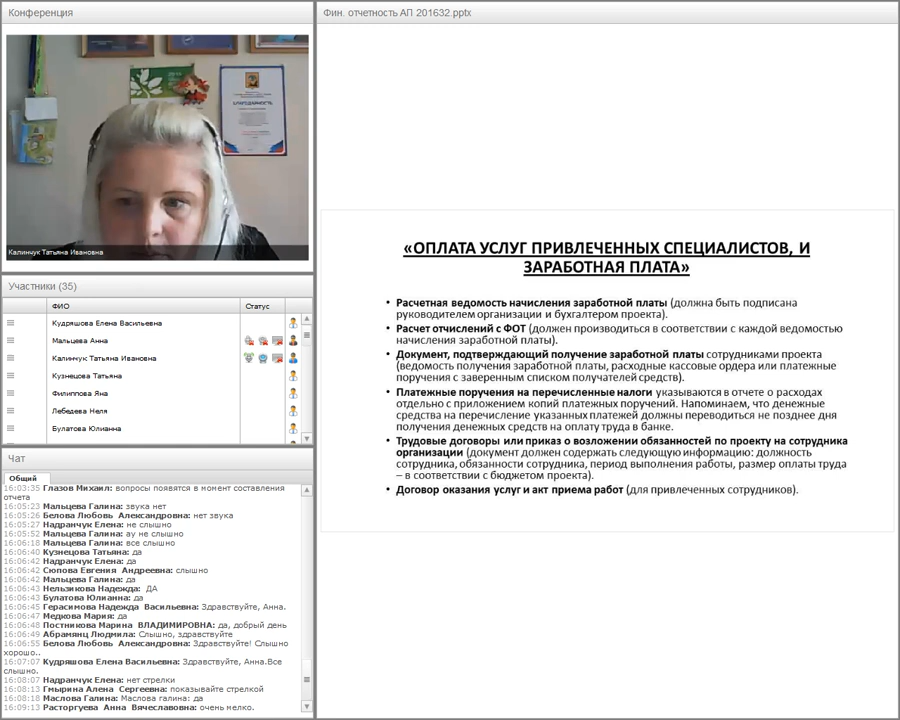 Конференция
БЛАГОДАРНОСТЬ
Калинчук Татьяна Ивановна
Участники (35)
ФИО Статус
Кудряшова Елена Васильевна
Мальцева Анна
Калинчук Татьяна Ивановна
Кузнецова Татьяна
Филиппова Яна
Лебедева Неля
Булатова Юлианна
Чат
Общий
16:03:35 Глазов Михаил: вопросы появятся в момент составления
отчета
16:05:23 Мальцева Галина: звука нет
16:05:26 Белова Любовь Александровна: нет звука
16:05:27 Надранчук Елена: не слышно
16:05:52 Мальцева Галина: ау не слышно
16:06:18 Мальцева Галина: все слышно
16:06:40 Кузнецова Татьяна: да
16:06:42 Надранчук Елена: да
16:06:42 Сюпова Евгения Андреевна: слышно
16:06:42 Мальцева Галина: да
16:06:43 Нельзикова Надежда: ДА
16:06:43 Булатова Юлианна: да
16:06:45 Герасимова Надежда Васильевна: Здравствуйте, Анна.
16:06:47 Медкова Мария: да
16:06:48 Постникова Марина ВЛАДИМИРОВНА: да, добрый день
16:06:49 Абрамянц Людмила: Слышно, здравствуйте
16:06:55 Белова Любовь Александровна: Здравствуйте! Слышно
хорошо..
16:07:07 Кудряшова Елена Васильевна: Здравствуйте, Анна.Все
слышно.
16:08:07 Надранчук Елена: нет стрелки
16:08:13 Гмырина Алена Сергеевна: показывайте стрелкой
16:08:18 Маслова Галина: Маслова галина: да
16:09:13 Расторгуева Анна Вячеславовна: очень мелко.
Фин. отчетность АП 201632.pptx
«ОПЛАТА УСЛУГ ПРИВЛЕЧЕННЫХ СПЕЦИАЛИСТОВ, И
ЗАРАБОТНАЯ ПЛАТА»
• Расчетная ведомость начисления заработной платы (должна быть подписана
руководителем организации и бухгалтером проекта).
• Расчет отчислений с ФОТ (должен производиться в соответствии с каждой ведомостью
начисления заработной платы).
• Документ, подтверждающий получение заработной платы сотрудниками проекта
(ведомость получения заработной платы, расходные кассовые ордера или платежные
поручения с заверенным списком получателей средств).
• Платежные поручения на перечисленные налоги указываются в отчете о расходах
отдельно с приложением копий платежных поручений. Напоминаем, что денежные
средства на перечисление указанных платежей должны переводиться не позднее дня
получения денежных средств на оплату труда в банке.
• Трудовые договоры или приказ о возложении обязанностей по проекту на сотрудника
организации (документ должен содержать следующую информацию: должность
сотрудника, обязанности сотрудника, период выполнения работы, размер оплаты труда
– в соответствии с бюджетом проекта).
• Договор оказания услуг и акт приема работ (для привлеченных сотрудников).